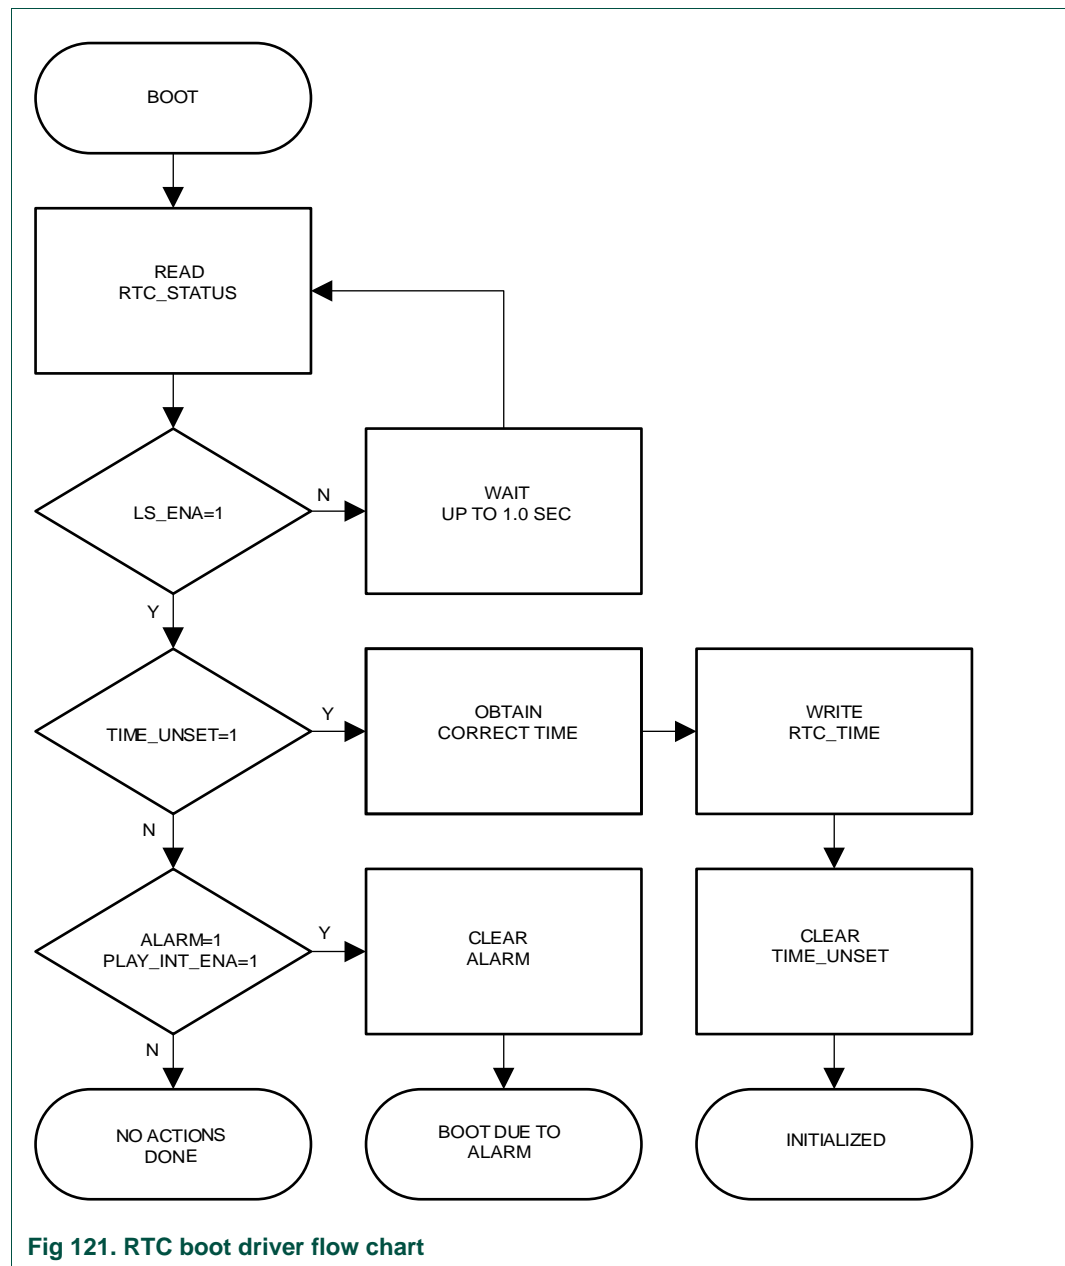 BOOT
READ
RTC_STATUS
LS_ENA=1
N
WAIT
UP TO 1.0 SEC
Y
TIME_UNSET=1
Y
OBTAIN
CORRECT TIME
WRITE
RTC_TIME
N
ALARM=1
PLAY_INT_ENA=1
Y
CLEAR
ALARM
CLEAR
TIME_UNSET
N
NO ACTIONS
DONE
BOOT DUE TO
ALARM
INITIALIZED
Fig 121. RTC boot driver flow chart